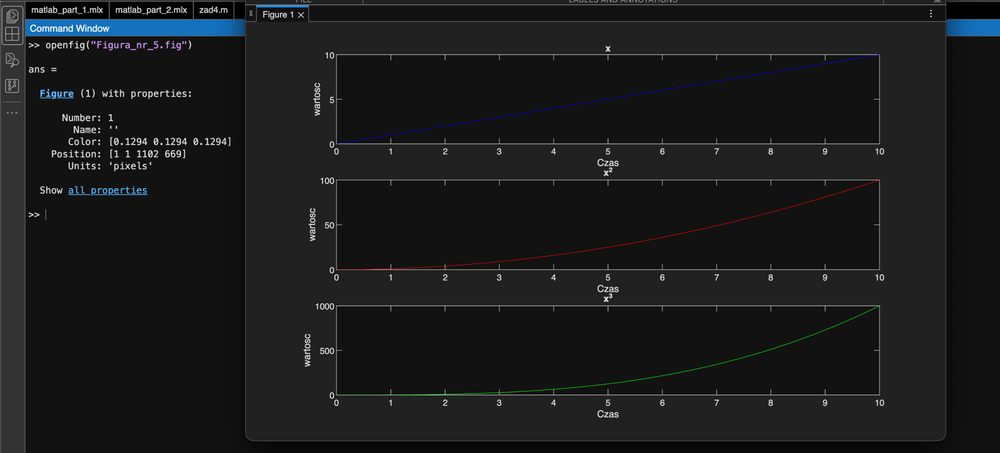 FILE
LABELS AND ANNOTATIONS
matlab_part_1.mlx
matlab_part_2.mlx
zad4.m
Figure 1
Command Window
>> openfig("Figura_nr_5.fig")
ans =
Figure (1) with properties:
Number: 1
Name: ''
Color: [0.1294 0.1294 0.1294]
Position: [1 1 1102 669]
Units: 'pixels'
Show all properties
>>
x
10
5
0
wartosc
0 1 2 3 4 5 6 7 8 9 10
Czas
x²
100
50
0
wartosc
0 1 2 3 4 5 6 7 8 9 10
Czas
x³
1000
500
0
wartosc
0 1 2 3 4 5 6 7 8 9 10
Czas